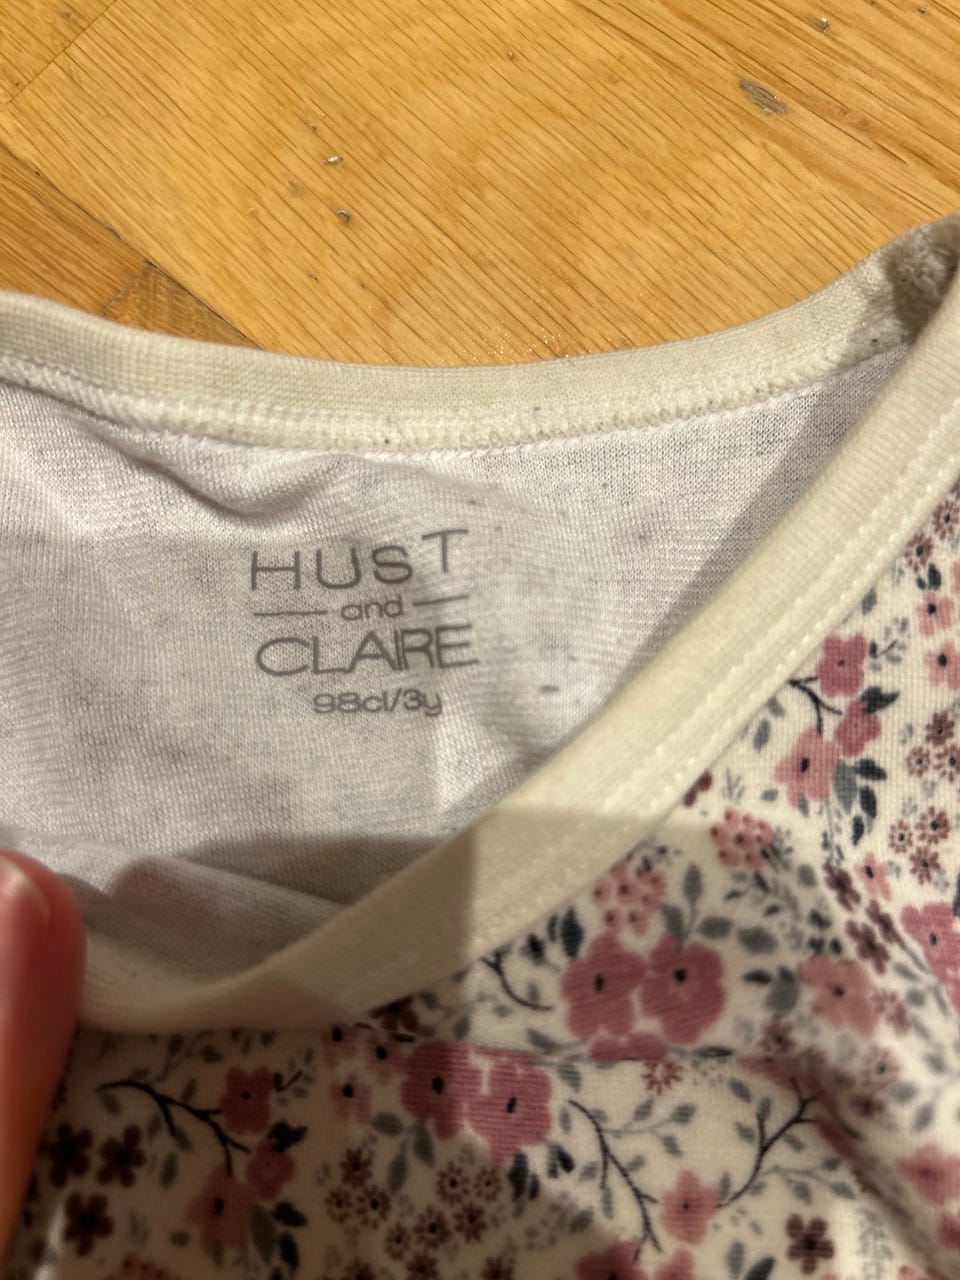 HUST
and
CLAIRE
98cl/3y